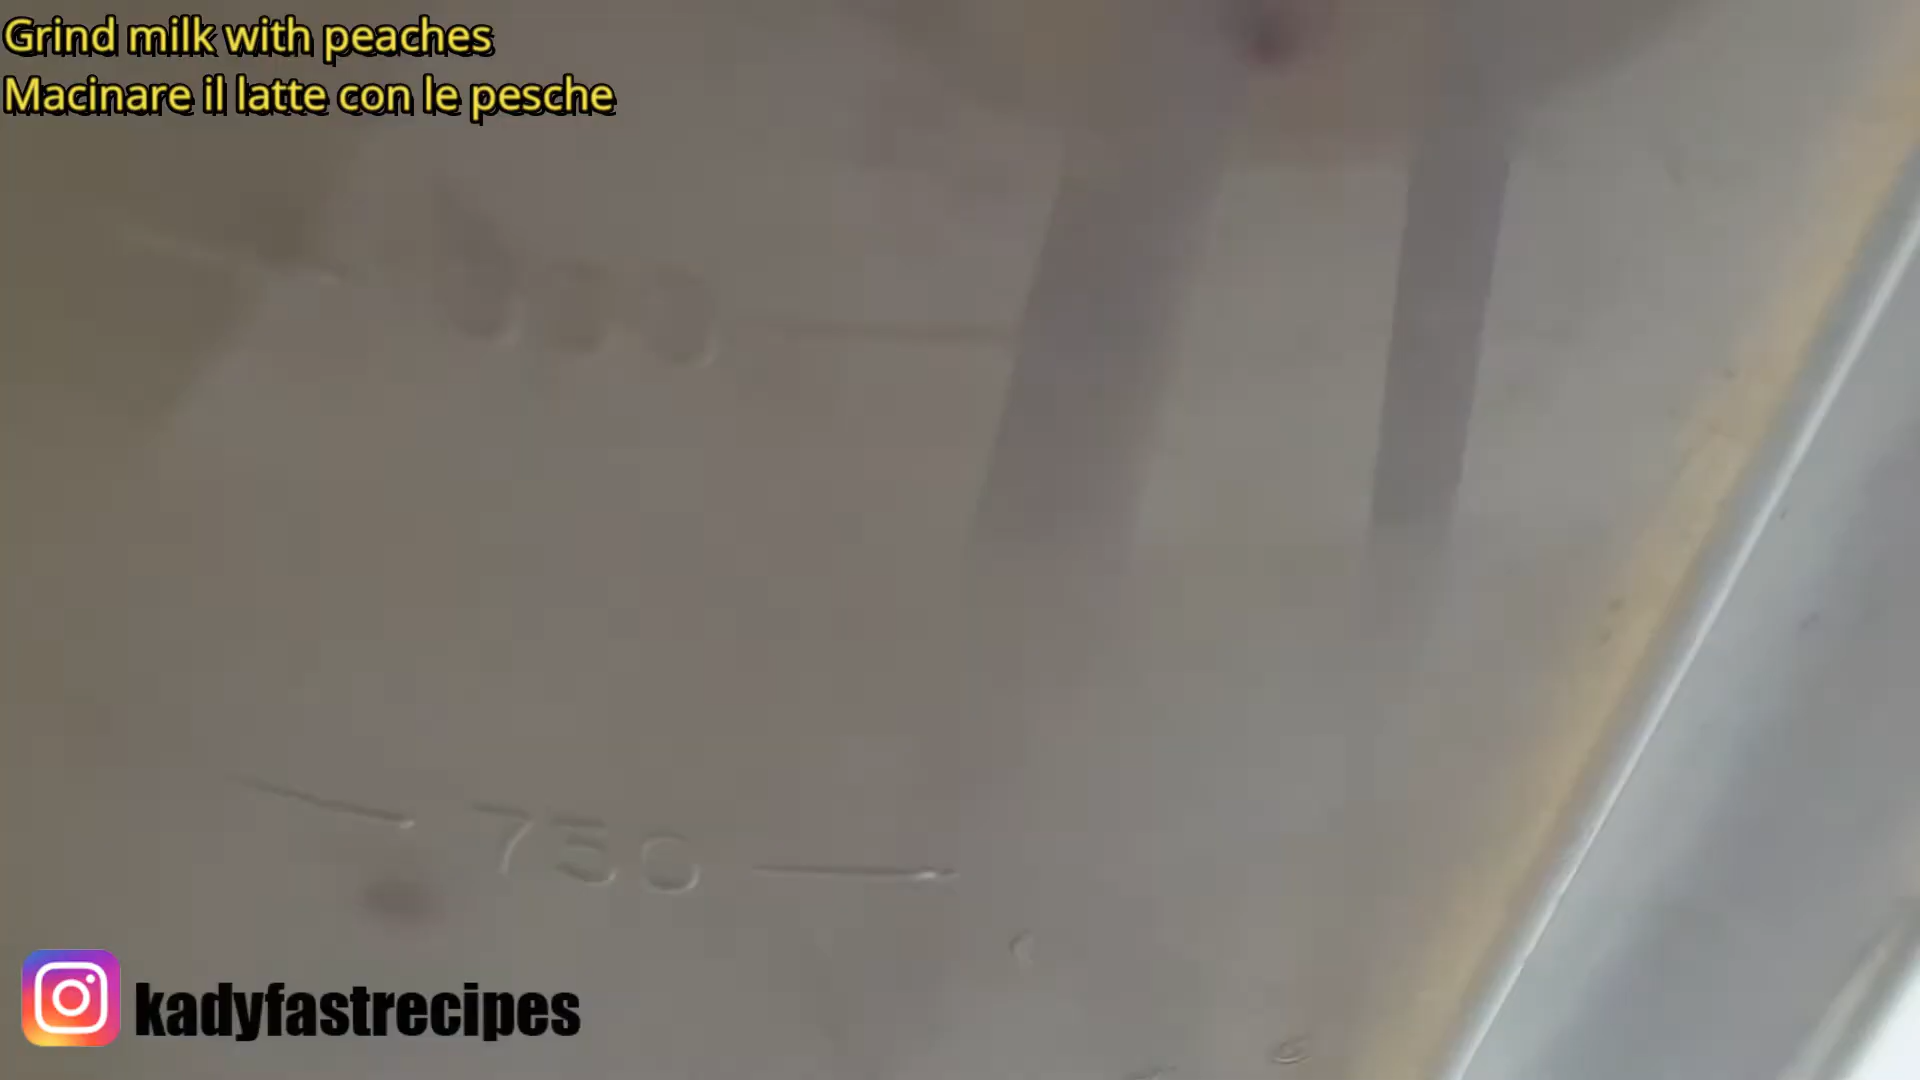 Grind milk with peaches
Macinare il latte con le pesche
750
kadyfastrecipes